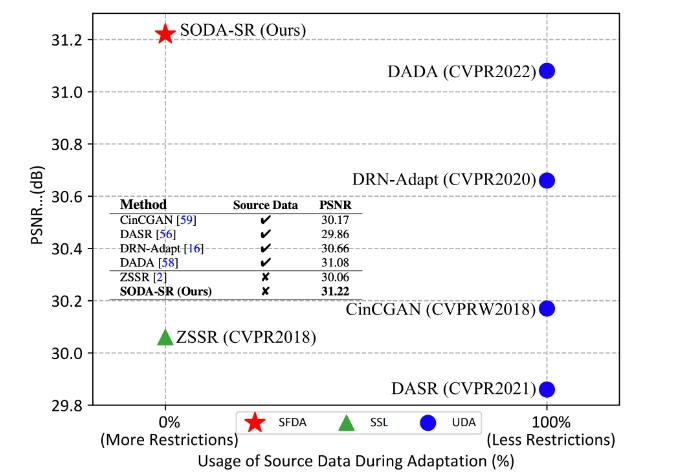 31.2
31.0
30.8
30.6
30.4
30.2
30.0
29.8
PSNR...(dB)
SODA-SR (Ours)
DADA (CVPR2022)
DRN-Adapt (CVPR2020)
Method Source Data PSNR
CinCGAN [59] ✔ 30.17
DASR [56] ✔ 29.86
DRN-Adapt [16] ✔ 30.66
DADA [58] ✔ 31.08
ZSSR [2] ✘ 30.06
SODA-SR (Ours) ✘ 31.22
CinCGAN (CVPRW2018)
ZSSR (CVPR2018)
DASR (CVPR2021)
0% 100%
(More Restrictions) (Less Restrictions)
SFDA SSL UDA
Usage of Source Data During Adaptation (%)